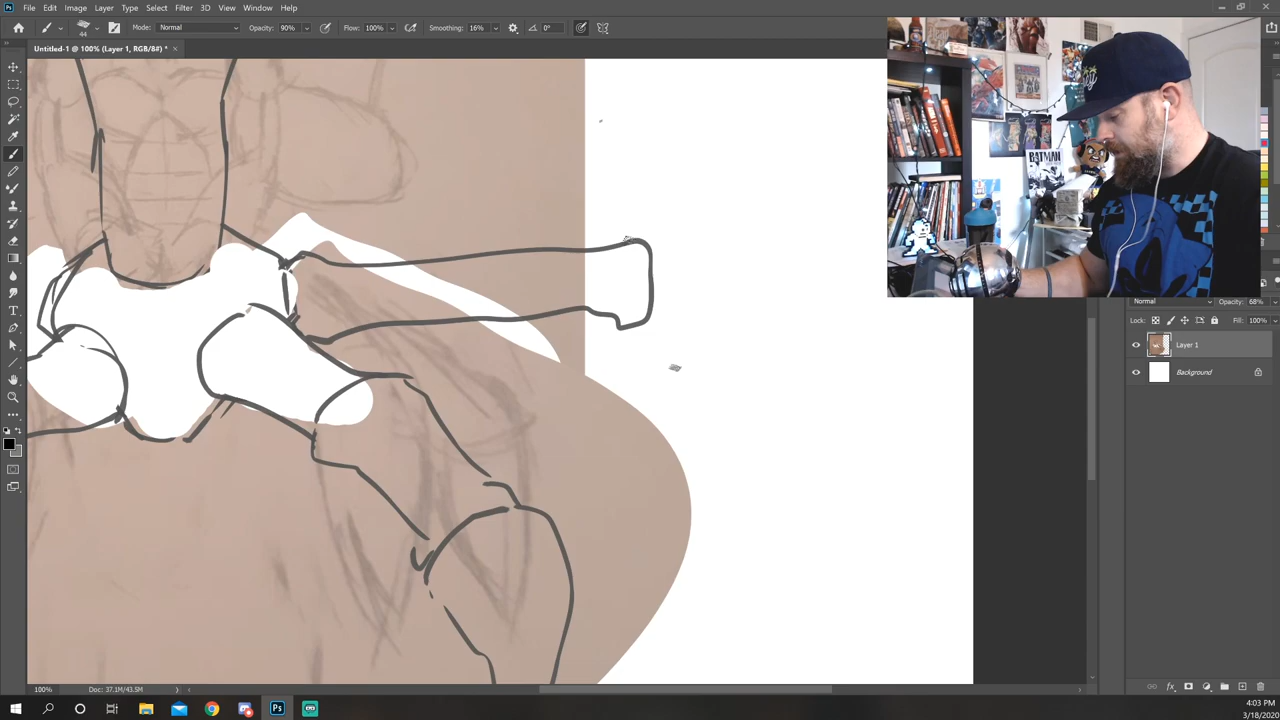 File Edit Image Layer Type Select Filter 3D View Window Help
44 Mode: Normal Opacity: 90% Flow: 100% Smoothing: 16% 0°
Untitled-1 @ 100% (Layer 1, RGB/8#) *
BATMAN
Normal Opacity: 68%
Lock: Fill: 100%
Layer 1
Background
100% Doc: 37.1M/43.5M
4:03 PM
3/18/2020